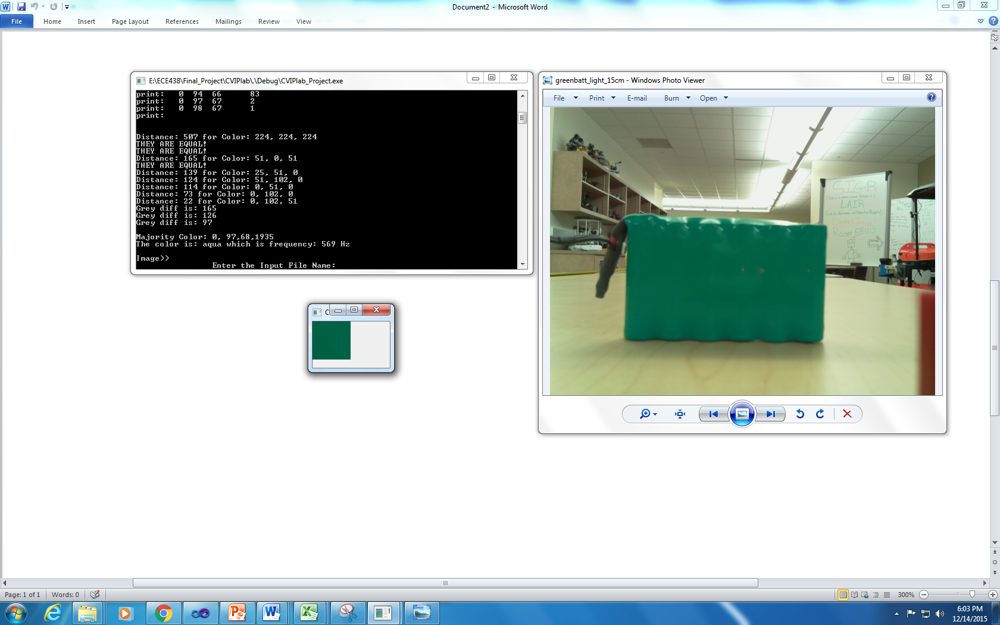 Document2 - Microsoft Word
File Home Insert Page Layout References Mailings Review View
E:\ECE438\Final_Project\CVIPlab\.\Debug\CVIPlab_Project.exe
print: 0 94 66 83
print: 0 97 67 2
print: 0 98 67 1
print:
Distance: 507 for Color: 224, 224, 224
THEY ARE EQUAL!
THEY ARE EQUAL!
Distance: 165 for Color: 51, 0, 51
THEY ARE EQUAL!
Distance: 139 for Color: 25, 51, 0
Distance: 124 for Color: 51, 102, 0
Distance: 114 for Color: 0, 51, 0
Distance: 73 for Color: 0, 102, 0
Distance: 22 for Color: 0, 102, 51
Grey diff is: 165
Grey diff is: 126
Grey diff is: 97
Majority Color: 0, 97,68,1935
The color is: aqua which is frequency: 569 Hz
Image>>
Enter the Input File Name:
C
greenbatt_light_15cm - Windows Photo Viewer
File Print E-mail Burn Open
SIG-R
LAIR
Room EB1012
Page: 1 of 1 Words: 0
300%
6:03 PM
12/14/2015